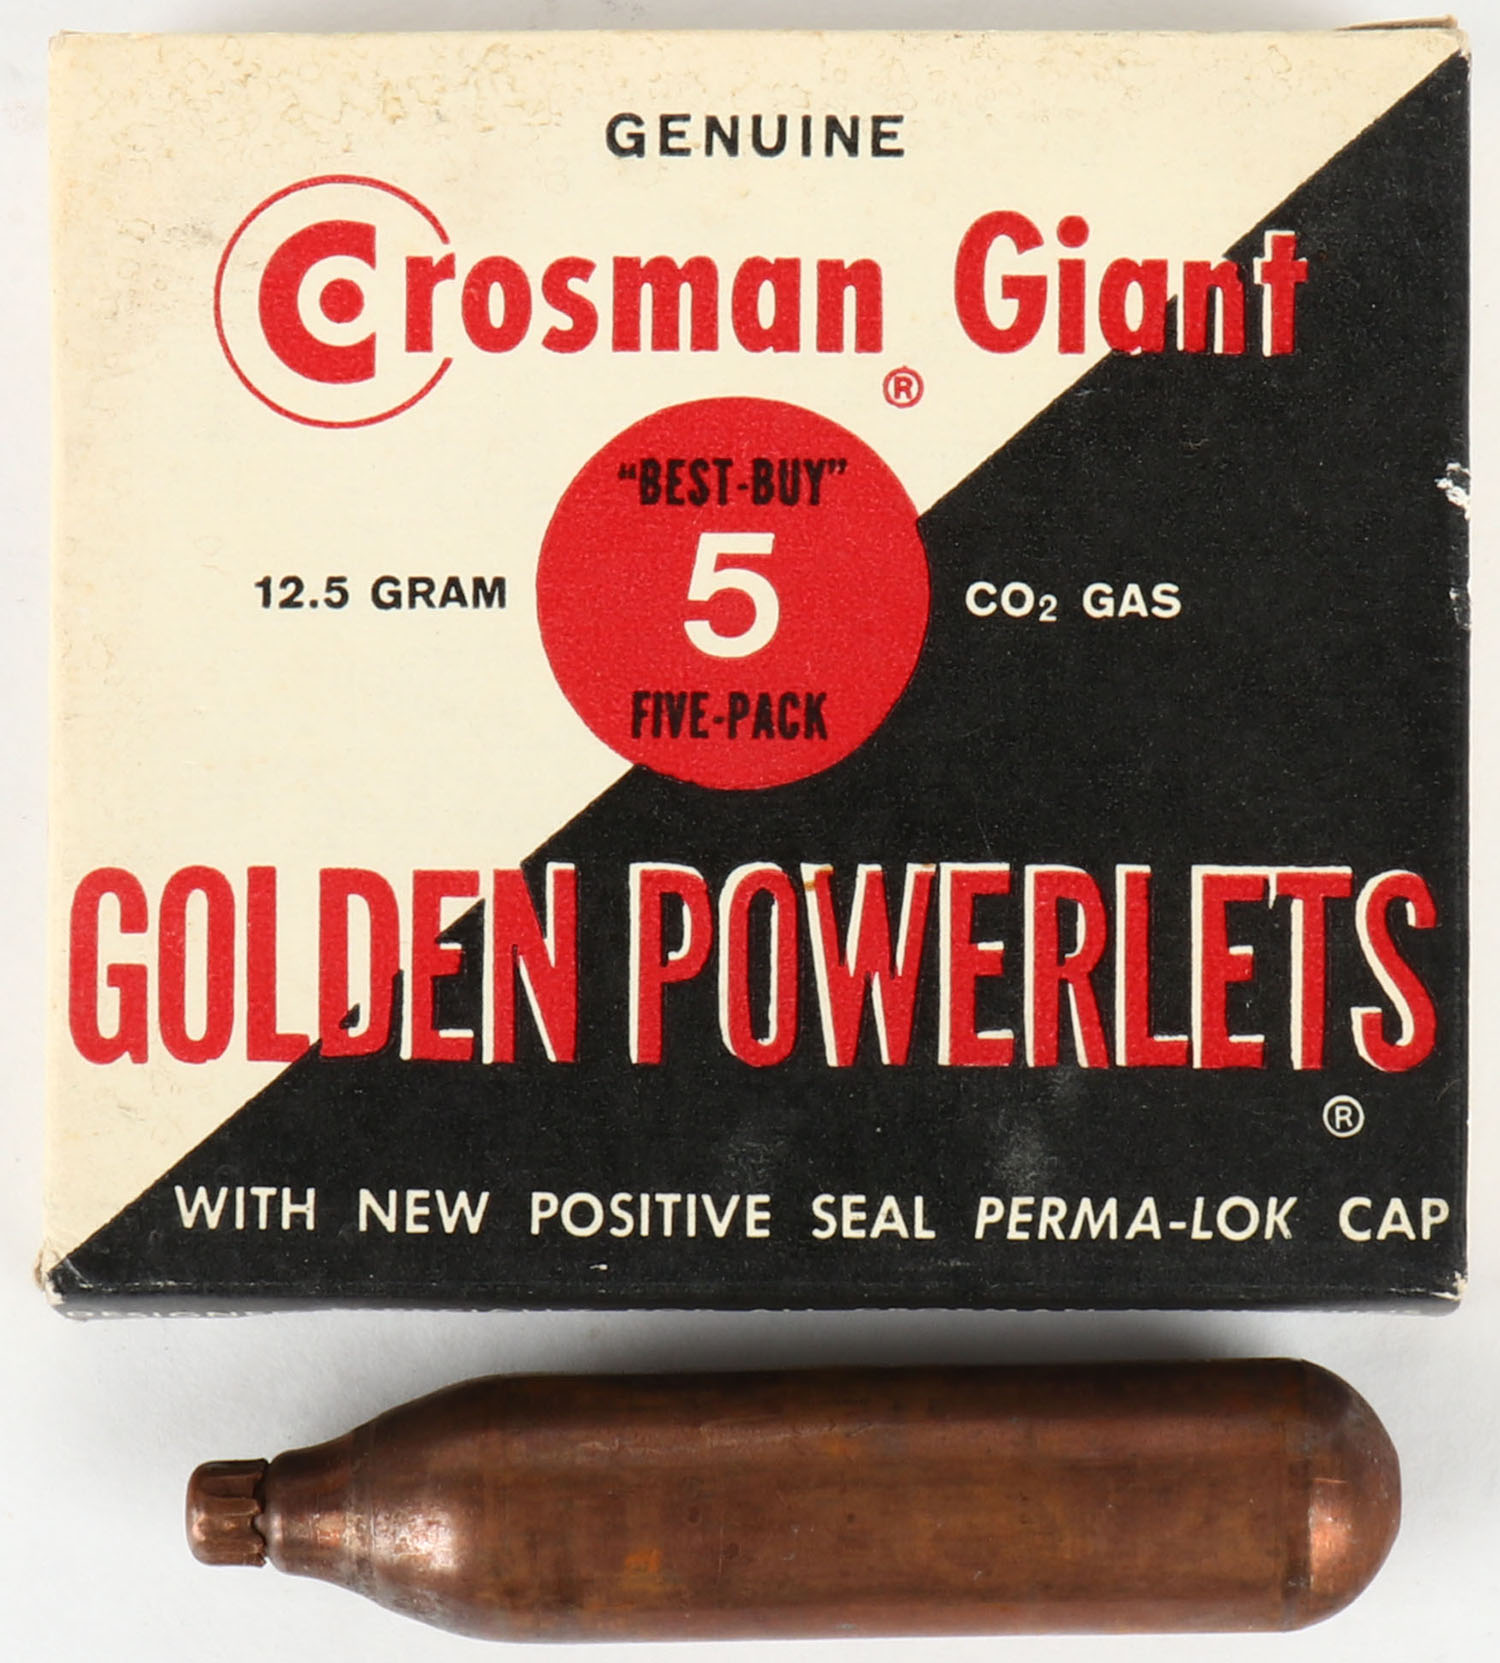 GENUINE
Crosman Giant
®
"BEST-BUY"
12.5 GRAM 5 CO₂ GAS
FIVE-PACK
GOLDEN POWERLETS
®
WITH NEW POSITIVE SEAL PERMA-LOK CAP